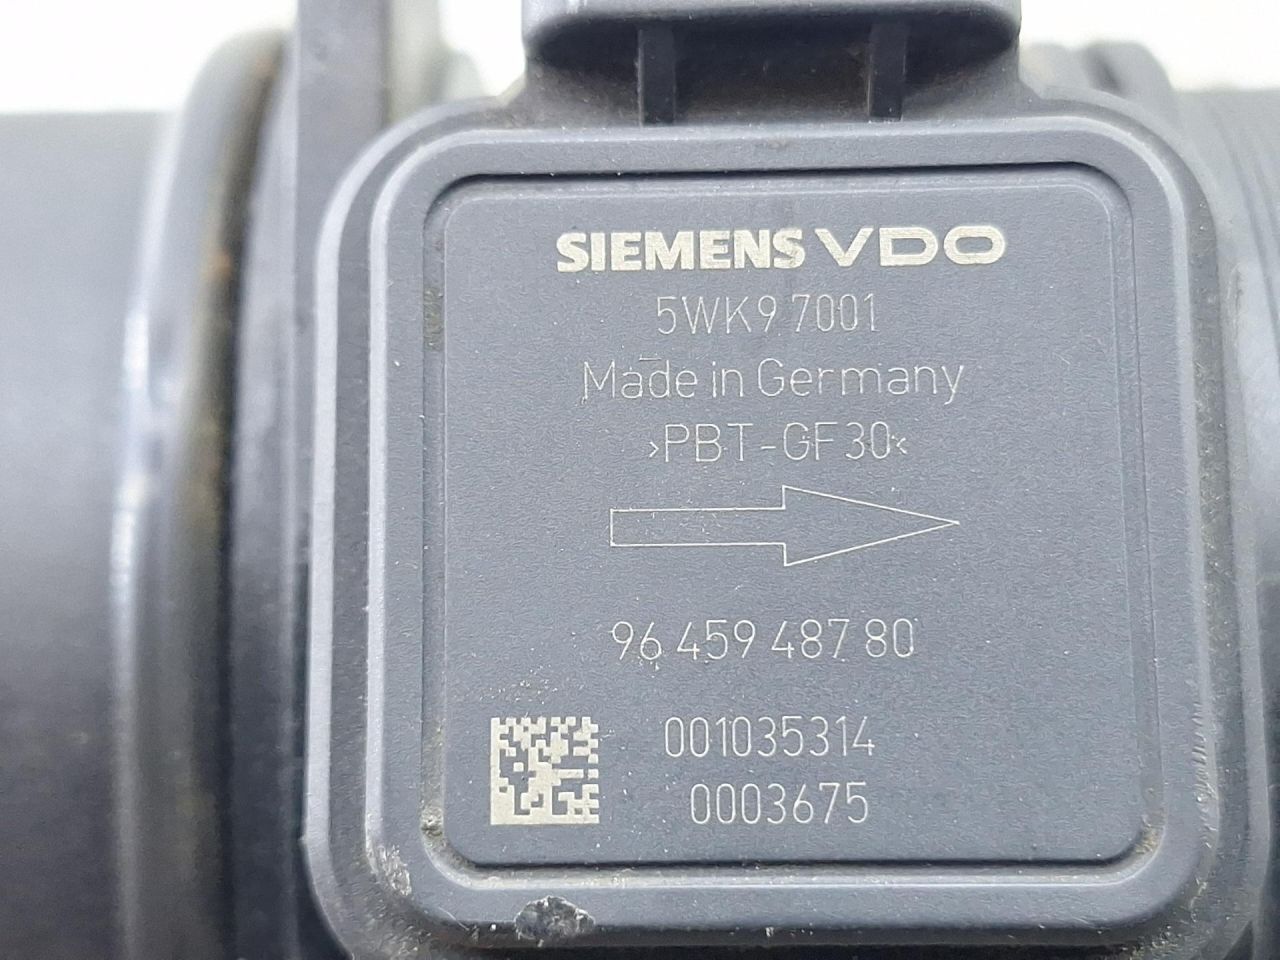 SIEMENS VDO
5WK9 7001
Made in Germany
>PBT-GF30<
96 459 487 80
001035314
0003675